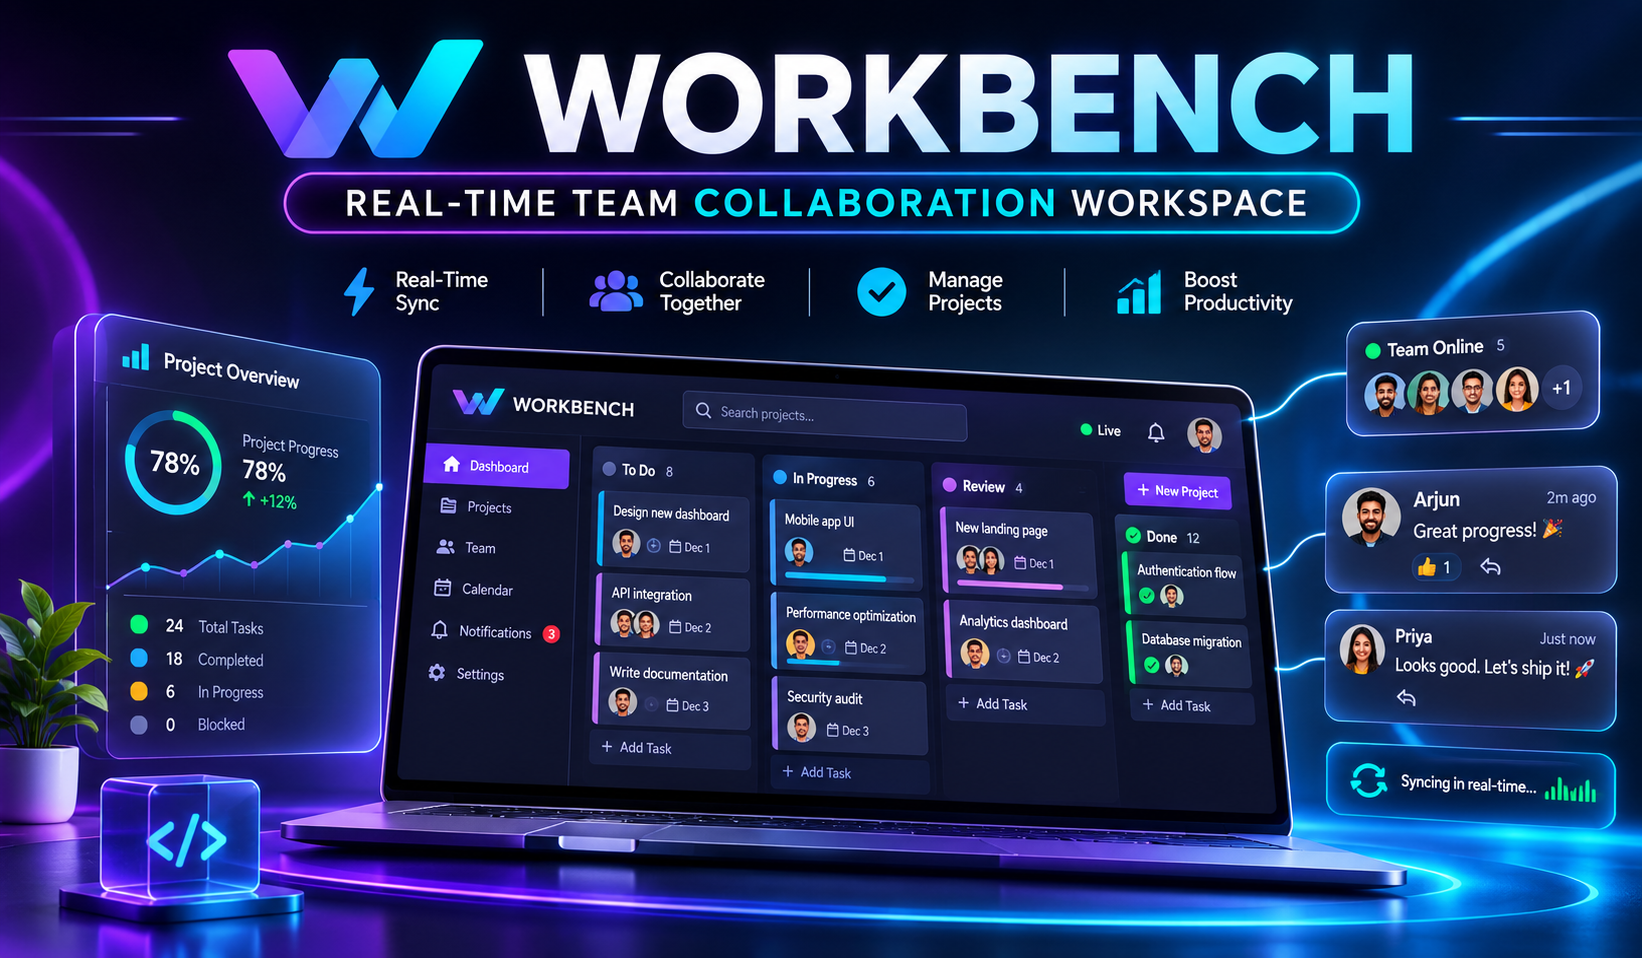 WORKBENCH
REAL-TIME TEAM COLLABORATION WORKSPACE
Real-Time
Sync
Collaborate
Together
Manage
Projects
Boost
Productivity
Project Overview
78%
Project Progress
78%
+12%
24 Total Tasks
18 Completed
6 In Progress
0 Blocked
</>
WORKBENCH
Search projects...
Live
Dashboard
Projects
Team
Calendar
Notifications 3
Settings
To Do 8
Design new dashboard
Dec 1
API integration
Dec 2
Write documentation
Dec 3
+ Add Task
In Progress 6
Mobile app UI
Dec 1
Performance optimization
Dec 2
Security audit
Dec 3
+ Add Task
Review 4
New landing page
Dec 1
Analytics dashboard
Dec 2
+ Add Task
+ New Project
Done 12
Authentication flow
Database migration
+ Add Task
Team Online 5
+1
Arjun 2m ago
Great progress! 🎉
👍 1
Priya Just now
Looks good. Let's ship it! 🚀
Syncing in real-time...